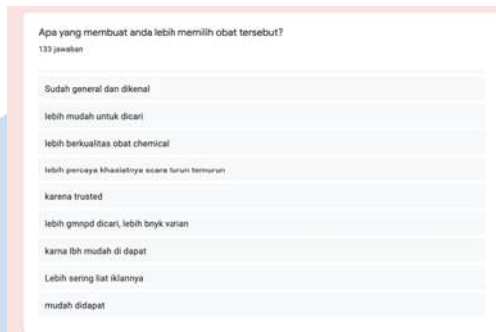 Apa yang membuat anda lebih memilih obat tersebut?
133 jawaban
Sudah general dan dikenal
lebih mudah untuk dicari
lebih berkualitas obat chemical
lebih percaya khasiatnya scara turun temurun
karena trusted
lebih gmnpd dicari, lebih bnyk varian
karna lbh mudah di dapat
Lebih sering liat iklannya
mudah didapat